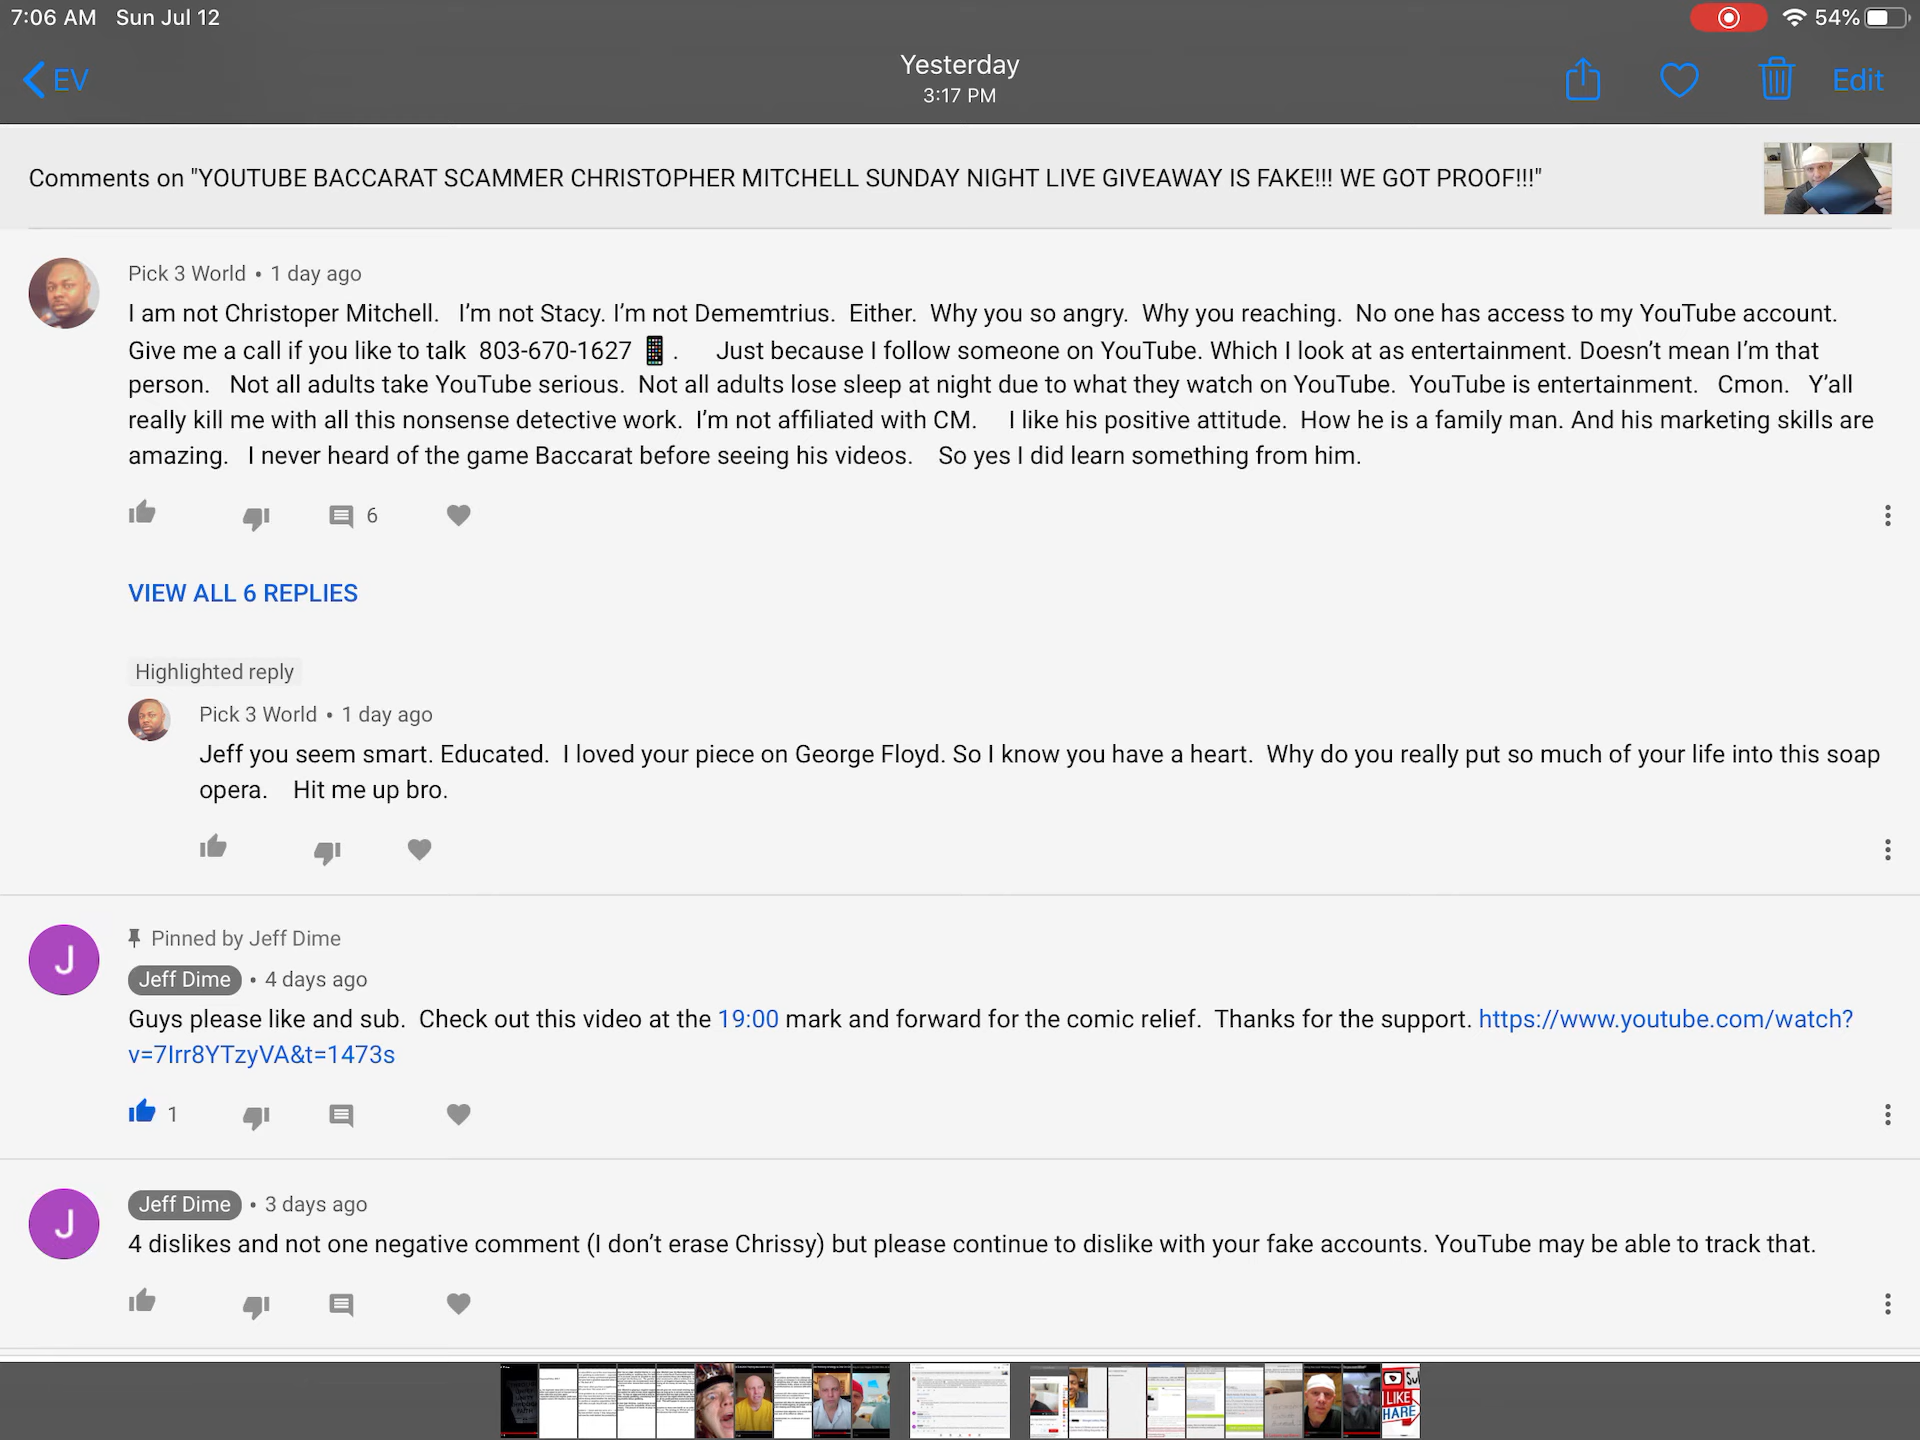 7:06 AM Sun Jul 12
54%
EV
Yesterday
3:17 PM
Edit
Comments on "YOUTUBE BACCARAT SCAMMER CHRISTOPHER MITCHELL SUNDAY NIGHT LIVE GIVEAWAY IS FAKE!!! WE GOT PROOF!!!"
Pick 3 World • 1 day ago
I am not Christoper Mitchell. I'm not Stacy. I'm not Dememtrius. Either. Why you so angry. Why you reaching. No one has access to my YouTube account.
Give me a call if you like to talk 803-670-1627 📱. Just because I follow someone on YouTube. Which I look at as entertainment. Doesn't mean I'm that
person. Not all adults take YouTube serious. Not all adults lose sleep at night due to what they watch on YouTube. YouTube is entertainment. Cmon. Y'all
really kill me with all this nonsense detective work. I'm not affiliated with CM. I like his positive attitude. How he is a family man. And his marketing skills are
amazing. I never heard of the game Baccarat before seeing his videos. So yes I did learn something from him.
6
VIEW ALL 6 REPLIES
Highlighted reply
Pick 3 World • 1 day ago
Jeff you seem smart. Educated. I loved your piece on George Floyd. So I know you have a heart. Why do you really put so much of your life into this soap
opera. Hit me up bro.
J
Pinned by Jeff Dime
Jeff Dime • 4 days ago
Guys please like and sub. Check out this video at the 19:00 mark and forward for the comic relief. Thanks for the support. https://www.youtube.com/watch?
v=7Irr8YTzyVA&t=1473s
1
J
Jeff Dime • 3 days ago
4 dislikes and not one negative comment (I don't erase Chrissy) but please continue to dislike with your fake accounts. YouTube may be able to track that.
LIKE